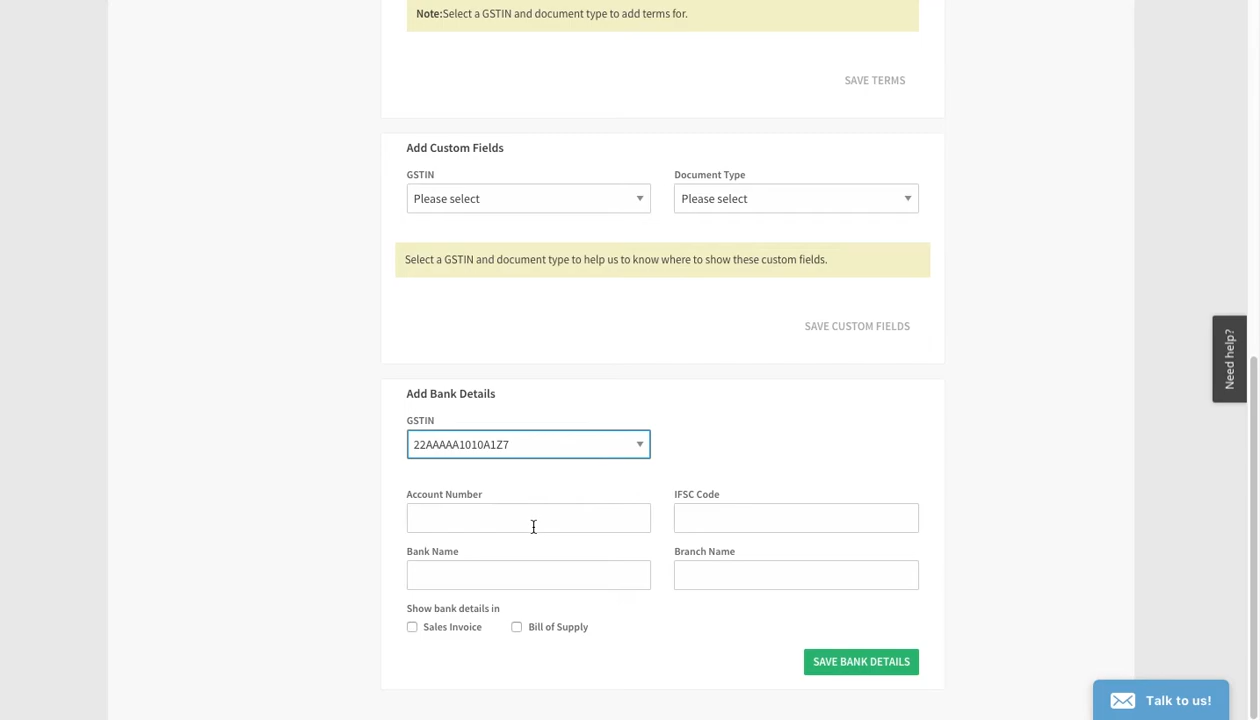 Note:Select a GSTIN and document type to add terms for.
SAVE TERMS
Add Custom Fields
GSTIN
Document Type
Please select
Please select
Select a GSTIN and document type to help us to know where to show these custom fields.
SAVE CUSTOM FIELDS
Need help?
Add Bank Details
GSTIN
22AAAAA1010A1Z7
Account Number
IFSC Code
Bank Name
Branch Name
Show bank details in
Sales Invoice
Bill of Supply
SAVE BANK DETAILS
Talk to us!